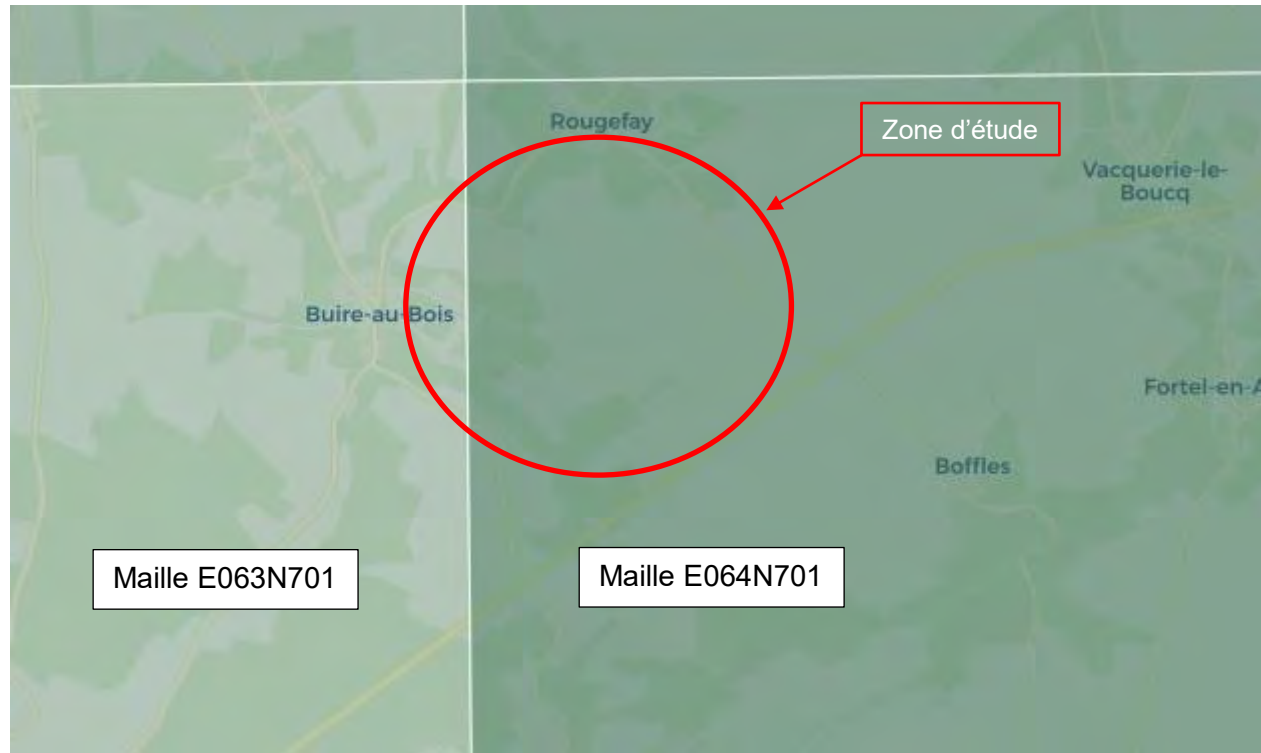 Rougefay
Zone d'étude
Vacquerie-le-
Boucq
Buire-au-Bois
Fortel-en-A
Boffles
Maille E063N701
Maille E064N701